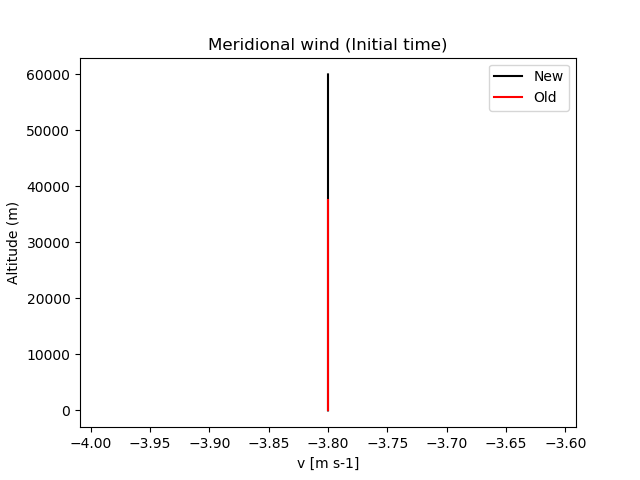 Meridional wind (Initial time)
New
Old
60000
50000
40000
30000
20000
10000
0
Altitude (m)
−4.00 −3.95 −3.90 −3.85 −3.80 −3.75 −3.70 −3.65 −3.60
v [m s-1]